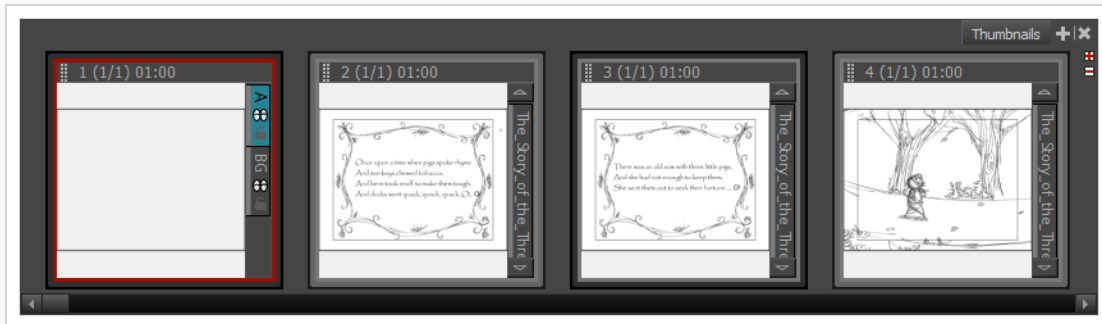 Thumbnails
1 (1/1) 01:00
A
BG
2 (1/1) 01:00
Once upon a time when pigs spoke rhyme
And monkeys chewed tobacco,
And hens took snuff to make them tough,
And ducks went quack, quack, quack, O!
The_Story_of_the_Thre
3 (1/1) 01:00
There was an old sow with three little pigs,
And she had not enough to keep them,
She sent them out to seek their fortune... O!
The_Story_of_the_Thre
4 (1/1) 01:00
The_Story_of_the_Thre